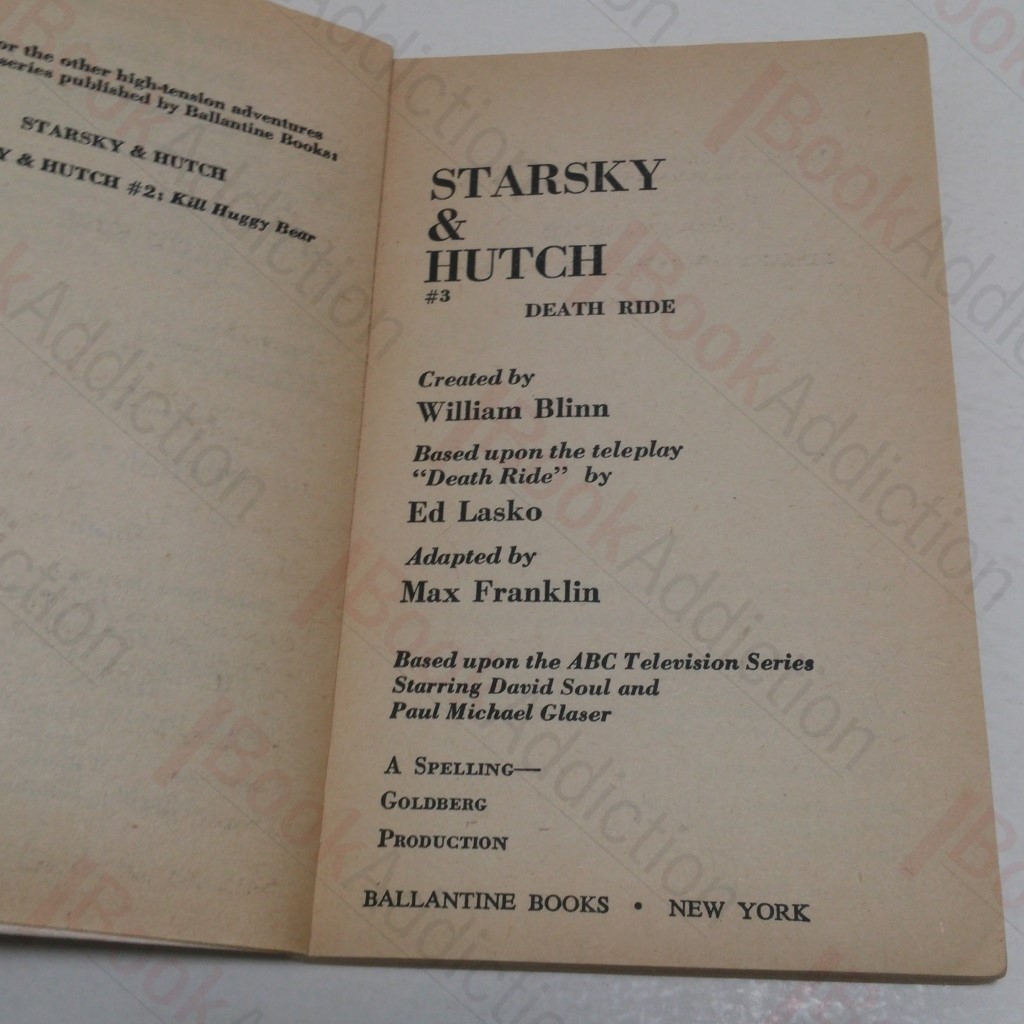 or the other high-tension adventures
series published by Ballantine Books:
STARSKY & HUTCH
Y & HUTCH #2: Kill Huggy Bear
STARSKY
&
HUTCH
#3 DEATH RIDE
Created by
William Blinn
Based upon the teleplay
“Death Ride” by
Ed Lasko
Adapted by
Max Franklin
Based upon the ABC Television Series
Starring David Soul and
Paul Michael Glaser
A SPELLING—
GOLDBERG
PRODUCTION
BALLANTINE BOOKS • NEW YORK
BookAddiction